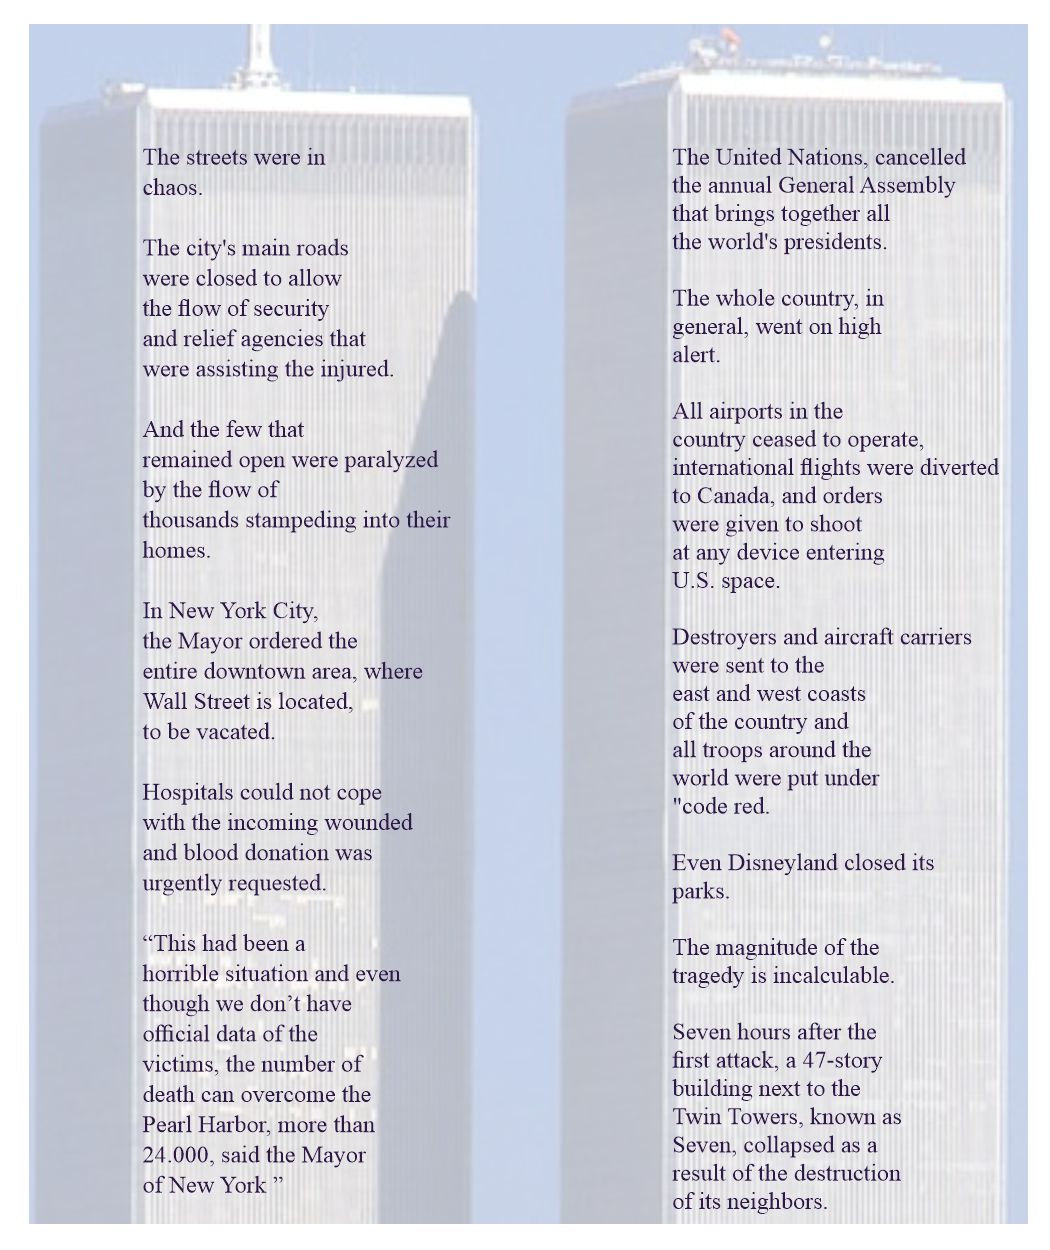 The streets were in
chaos.
The city's main roads
were closed to allow
the flow of security
and relief agencies that
were assisting the injured.
And the few that
remained open were paralyzed
by the flow of
thousands stampeding into their
homes.
In New York City,
the Mayor ordered the
entire downtown area, where
Wall Street is located,
to be vacated.
Hospitals could not cope
with the incoming wounded
and blood donation was
urgently requested.
“This had been a
horrible situation and even
though we don’t have
official data of the
victims, the number of
death can overcome the
Pearl Harbor, more than
24.000, said the Mayor
of New York ”
The United Nations, cancelled
the annual General Assembly
that brings together all
the world's presidents.
The whole country, in
general, went on high
alert.
All airports in the
country ceased to operate,
international flights were diverted
to Canada, and orders
were given to shoot
at any device entering
U.S. space.
Destroyers and aircraft carriers
were sent to the
east and west coasts
of the country and
all troops around the
world were put under
"code red.
Even Disneyland closed its
parks.
The magnitude of the
tragedy is incalculable.
Seven hours after the
first attack, a 47-story
building next to the
Twin Towers, known as
Seven, collapsed as a
result of the destruction
of its neighbors.